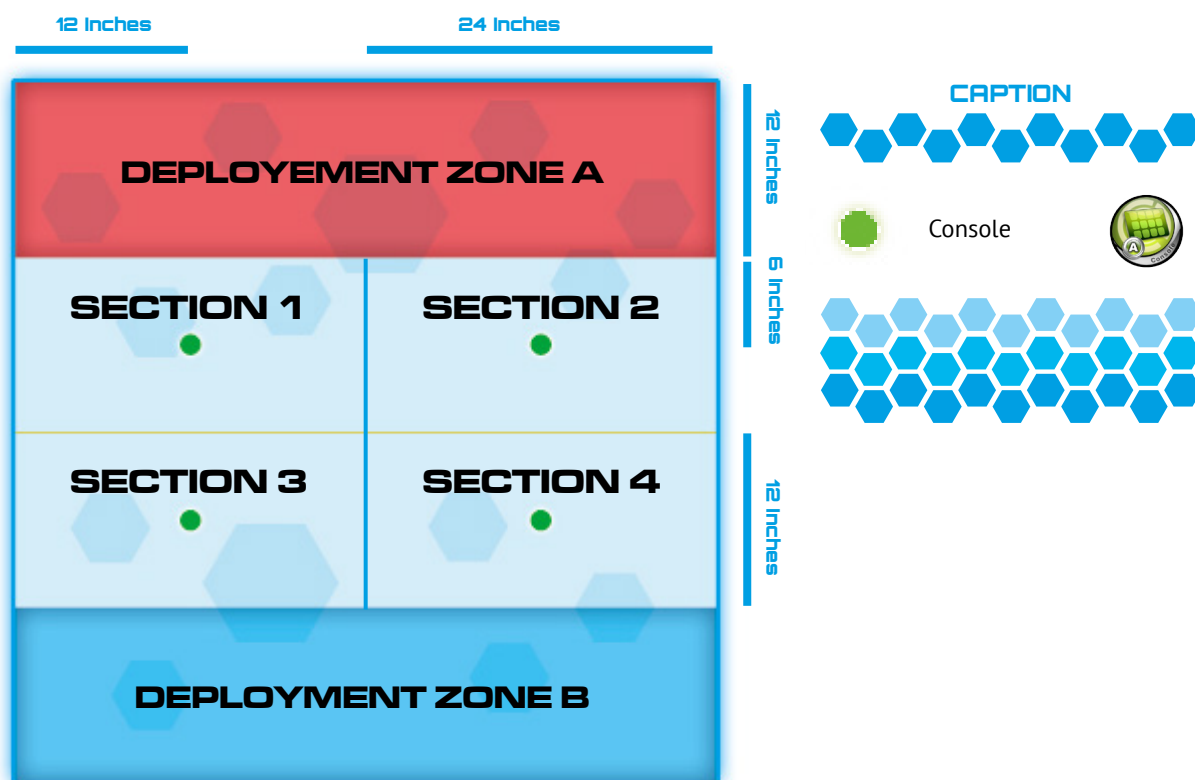 12 Inches
24 Inches
CAPTION
12 Inches
DEPLOYEMENT ZONE A
Console
A
Console
6 Inches
SECTION 1
SECTION 2
SECTION 3
SECTION 4
12 Inches
DEPLOYMENT ZONE B